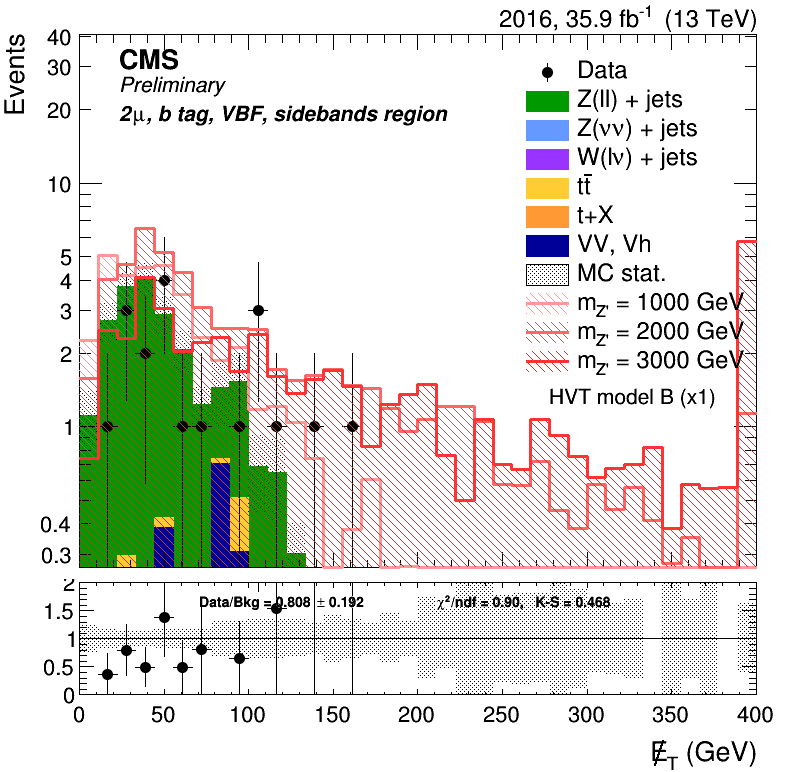 2016, 35.9 fb⁻¹ (13 TeV)
Events
CMS
Preliminary
2μ, b tag, VBF, sidebands region
Data
Z(ll) + jets
Z(νν) + jets
W(lν) + jets
tt̄
t+X
VV, Vh
MC stat.
m_Z' = 1000 GeV
m_Z' = 2000 GeV
m_Z' = 3000 GeV
HVT model B (x1)
40
30
20
10
5
4
3
2
1
0.4
0.3
Data/Bkg = 0.808 ± 0.192 χ²/ndf = 0.90, K-S = 0.468
2
1.5
1
0.5
0
0 50 100 150 200 250 300 350 400
E̸_T (GeV)